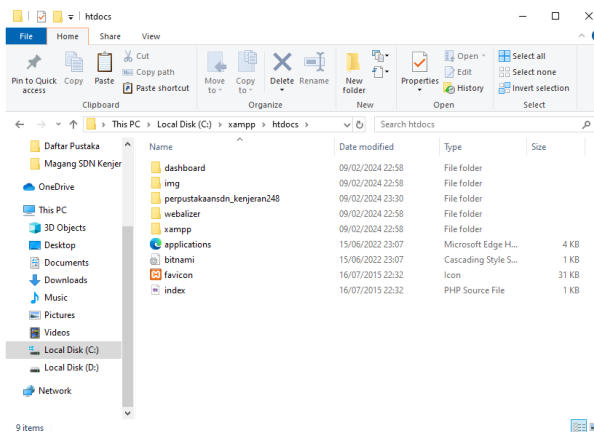 htdocs
File Home Share View
Pin to Quick access
Copy
Paste
Cut
Copy path
Paste shortcut
Move to
Copy to
Delete
Rename
New folder
Properties
Open
Edit
History
Select all
Select none
Invert selection
Clipboard Organize New Open Select
This PC > Local Disk (C:) > xampp > htdocs >
Search htdocs
Daftar Pustaka
Magang SDN Kenjer
OneDrive
This PC
3D Objects
Desktop
Documents
Downloads
Music
Pictures
Videos
Local Disk (C:)
Local Disk (D:)
Network
Name Date modified Type Size
dashboard 09/02/2024 22:58 File folder
img 09/02/2024 22:58 File folder
perpustakaansdn_kenjeran248 09/02/2024 23:30 File folder
webalizer 09/02/2024 22:58 File folder
xampp 09/02/2024 22:58 File folder
applications 15/06/2022 23:07 Microsoft Edge H... 4 KB
bitnami 15/06/2022 23:07 Cascading Style S... 1 KB
favicon 16/07/2015 22:32 Icon 31 KB
index 16/07/2015 22:32 PHP Source File 1 KB
9 items